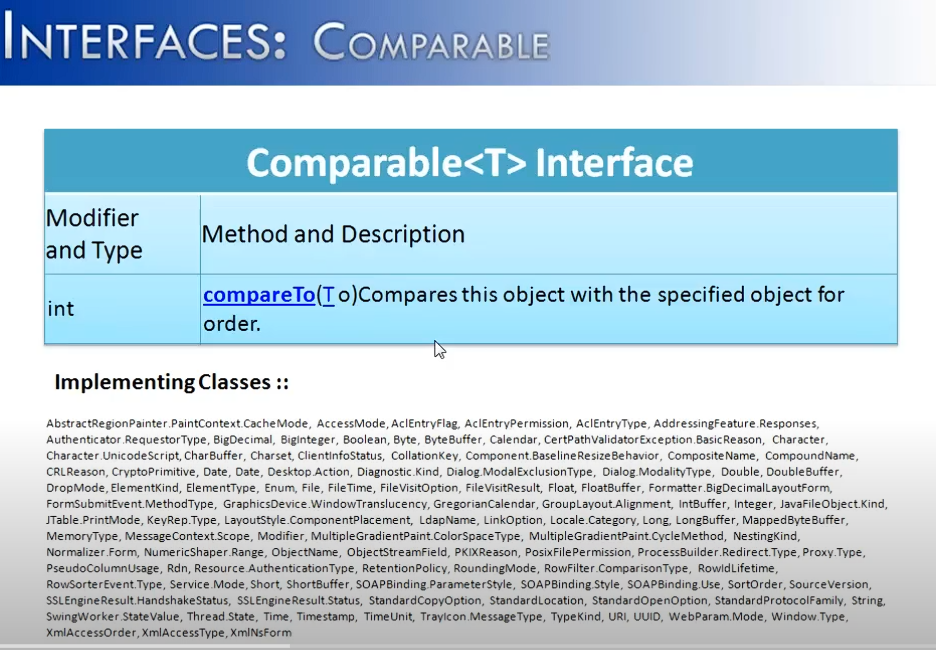 INTERFACES: COMPARABLE
Comparable<T> Interface
Modifier
and Type
Method and Description
int
compareTo(T o)Compares this object with the specified object for
order.
Implementing Classes ::
AbstractRegionPainter.PaintContext.CacheMode, AccessMode, AclEntryFlag, AclEntryPermission, AclEntryType, AddressingFeature.Responses,
Authenticator.RequestorType, BigDecimal, BigInteger, Boolean, Byte, ByteBuffer, Calendar, CertPathValidatorException.BasicReason, Character,
Character.UnicodeScript, CharBuffer, Charset, ClientInfoStatus, CollationKey, Component.BaselineResizeBehavior, CompositeName, CompoundName,
CRLReason, CryptoPrimitive, Date, Date, Desktop.Action, Diagnostic.Kind, Dialog.ModalExclusionType, Dialog.ModalityType, Double, DoubleBuffer,
DropMode, ElementKind, ElementType, Enum, File, FileTime, FileVisitOption, FileVisitResult, Float, FloatBuffer, Formatter.BigDecimalLayoutForm,
FormSubmitEvent.MethodType, GraphicsDevice.WindowTranslucency, GregorianCalendar, GroupLayout.Alignment, IntBuffer, Integer, JavaFileObject.Kind,
JTable.PrintMode, KeyRep.Type, LayoutStyle.ComponentPlacement, LdapName, LinkOption, Locale.Category, Long, LongBuffer, MappedByteBuffer,
MemoryType, MessageContext.Scope, Modifier, MultipleGradientPaint.ColorSpaceType, MultipleGradientPaint.CycleMethod, NestingKind,
Normalizer.Form, NumericShaper.Range, ObjectName, ObjectStreamField, PKIXReason, PosixFilePermission, ProcessBuilder.Redirect.Type, Proxy.Type,
PseudoColumnUsage, Rdn, Resource.AuthenticationType, RetentionPolicy, RoundingMode, RowFilter.ComparisonType, RowIdLifetime,
RowSorterEvent.Type, Service.Mode, Short, ShortBuffer, SOAPBinding.ParameterStyle, SOAPBinding.Style, SOAPBinding.Use, SortOrder, SourceVersion,
SSLEngineResult.HandshakeStatus, SSLEngineResult.Status, StandardCopyOption, StandardLocation, StandardOpenOption, StandardProtocolFamily, String,
SwingWorker.StateValue, Thread.State, Time, Timestamp, TimeUnit, TrayIcon.MessageType, TypeKind, URI, UUID, WebParam.Mode, Window.Type,
XmlAccessOrder, XmlAccessType, XmlNsForm